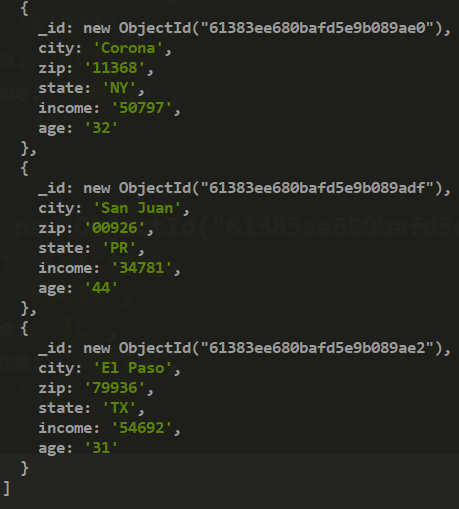 {
_id: new ObjectId("61383ee680bafd5e9b089ae0"),
city: 'Corona',
zip: '11368',
state: 'NY',
income: '50797',
age: '32'
},
{
_id: new ObjectId("61383ee680bafd5e9b089adf"),
city: 'San Juan',
zip: '00926',
state: 'PR',
income: '34781',
age: '44'
},
{
_id: new ObjectId("61383ee680bafd5e9b089ae2"),
city: 'El Paso',
zip: '79936',
state: 'TX',
income: '54692',
age: '31'
}
]